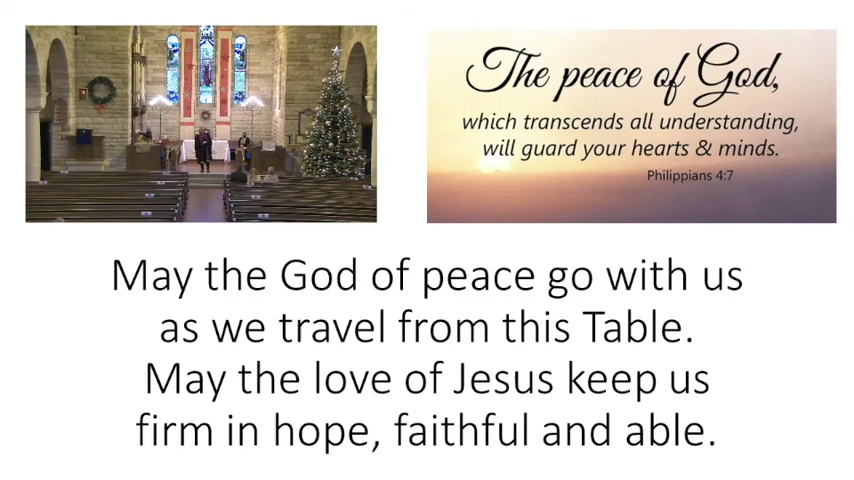 The peace of God,
which transcends all understanding,
will guard your hearts & minds.
Philippians 4:7
May the God of peace go with us
as we travel from this Table.
May the love of Jesus keep us
firm in hope, faithful and able.